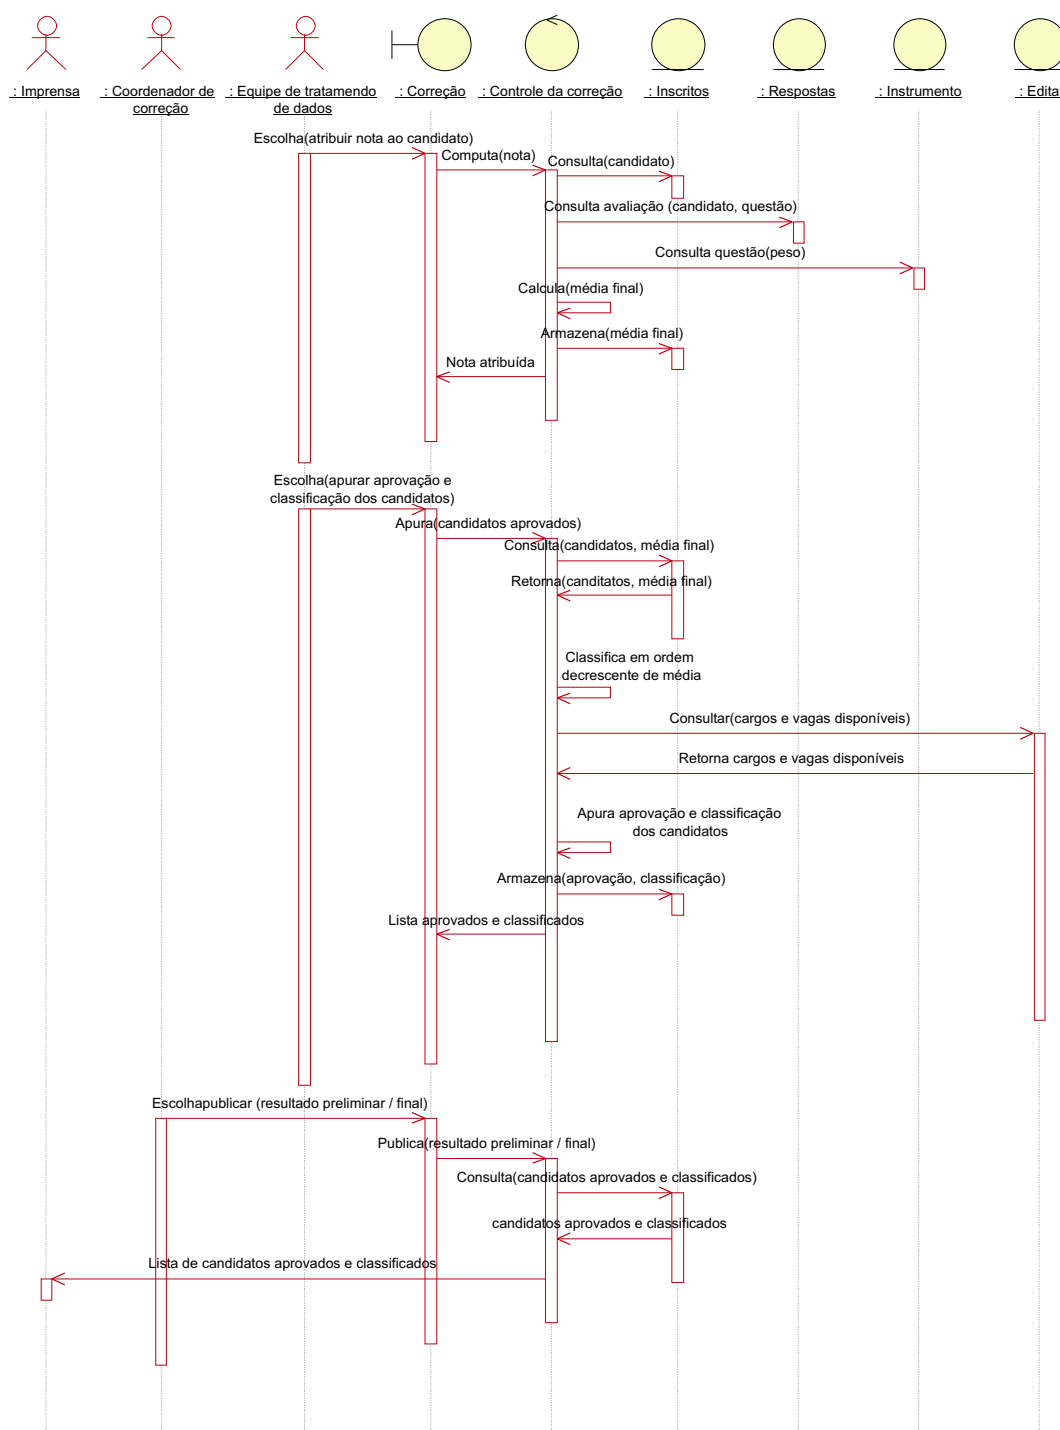 : Imprensa
: Coordenador de
correção
: Equipe de tratamendo
de dados
: Correção
: Controle da correção
: Inscritos
: Respostas
: Instrumento
: Edita
Escolha(atribuir nota ao candidato)
Computa(nota)
Consulta(candidato)
Consulta avaliação (candidato, questão)
Consulta questão(peso)
Calcula(média final)
Armazena(média final)
Nota atribuída
Escolha(apurar aprovação e
classificação dos candidatos)
Apura(candidatos aprovados)
Consulta(candidatos, média final)
Retorna(canditatos, média final)
Classifica em ordem
decrescente de média
Consultar(cargos e vagas disponíveis)
Retorna cargos e vagas disponíveis
Apura aprovação e classificação
dos candidatos
Armazena(aprovação, classificação)
Lista aprovados e classificados
Escolhapublicar (resultado preliminar / final)
Publica(resultado preliminar / final)
Consulta(candidatos aprovados e classificados)
candidatos aprovados e classificados
Lista de candidatos aprovados e classificados